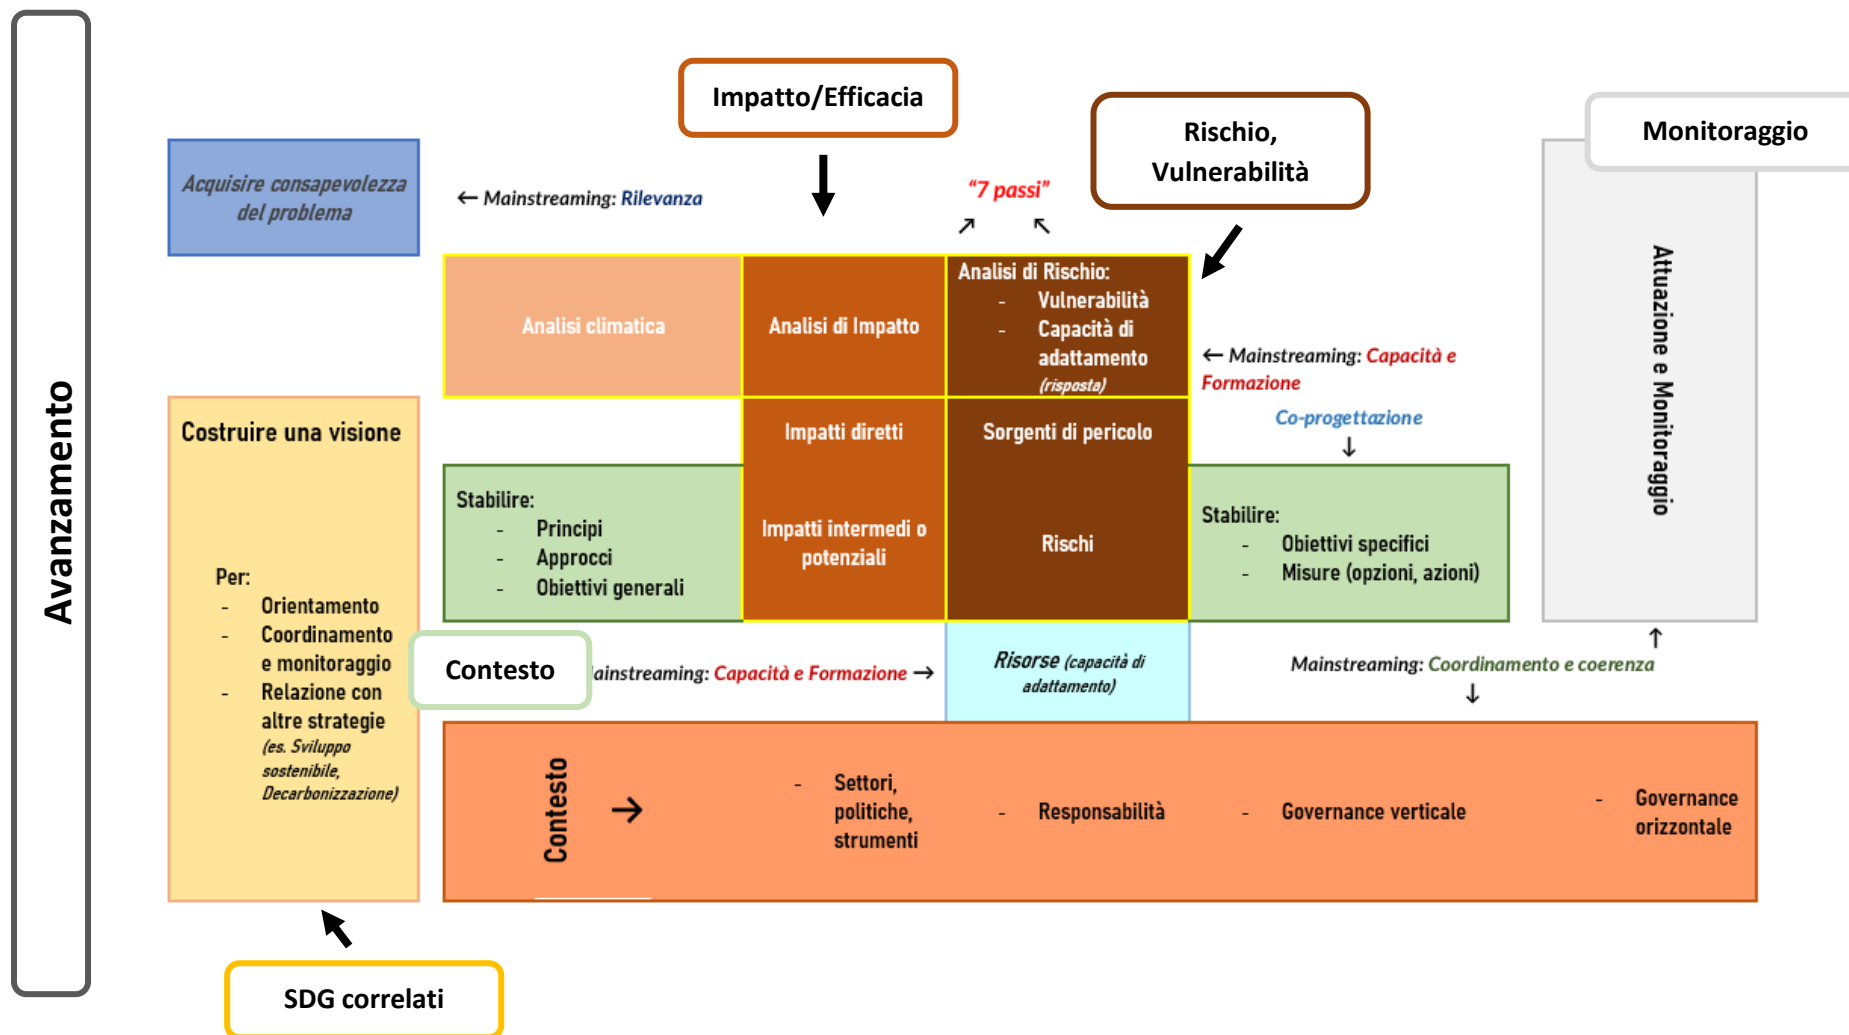 Avanzamento
Impatto/Efficacia
Rischio,
Vulnerabilità
Monitoraggio
Acquisire consapevolezza
del problema
← Mainstreaming: Rilevanza
“7 passi”
↗ ↖
Analisi climatica
Analisi di Impatto
Analisi di Rischio:
- Vulnerabilità
- Capacità di
adattamento
(risposta)
← Mainstreaming: Capacità e
Formazione
Co-progettazione
↓
Attuazione e Monitoraggio
Costruire una visione
Per:
- Orientamento
- Coordinamento
e monitoraggio
- Relazione con
altre strategie
(es. Sviluppo
sostenibile,
Decarbonizzazione)
Impatti diretti
Sorgenti di pericolo
Stabilire:
- Principi
- Approcci
- Obiettivi generali
Impatti intermedi o
potenziali
Rischi
Stabilire:
- Obiettivi specifici
- Misure (opzioni, azioni)
Contesto
ainstreaming: Capacità e Formazione →
Risorse (capacità di
adattamento)
↑
Mainstreaming: Coordinamento e coerenza
↓
Contesto
→
- Settori,
politiche,
strumenti
- Responsabilità
- Governance verticale
- Governance
orizzontale
SDG correlati